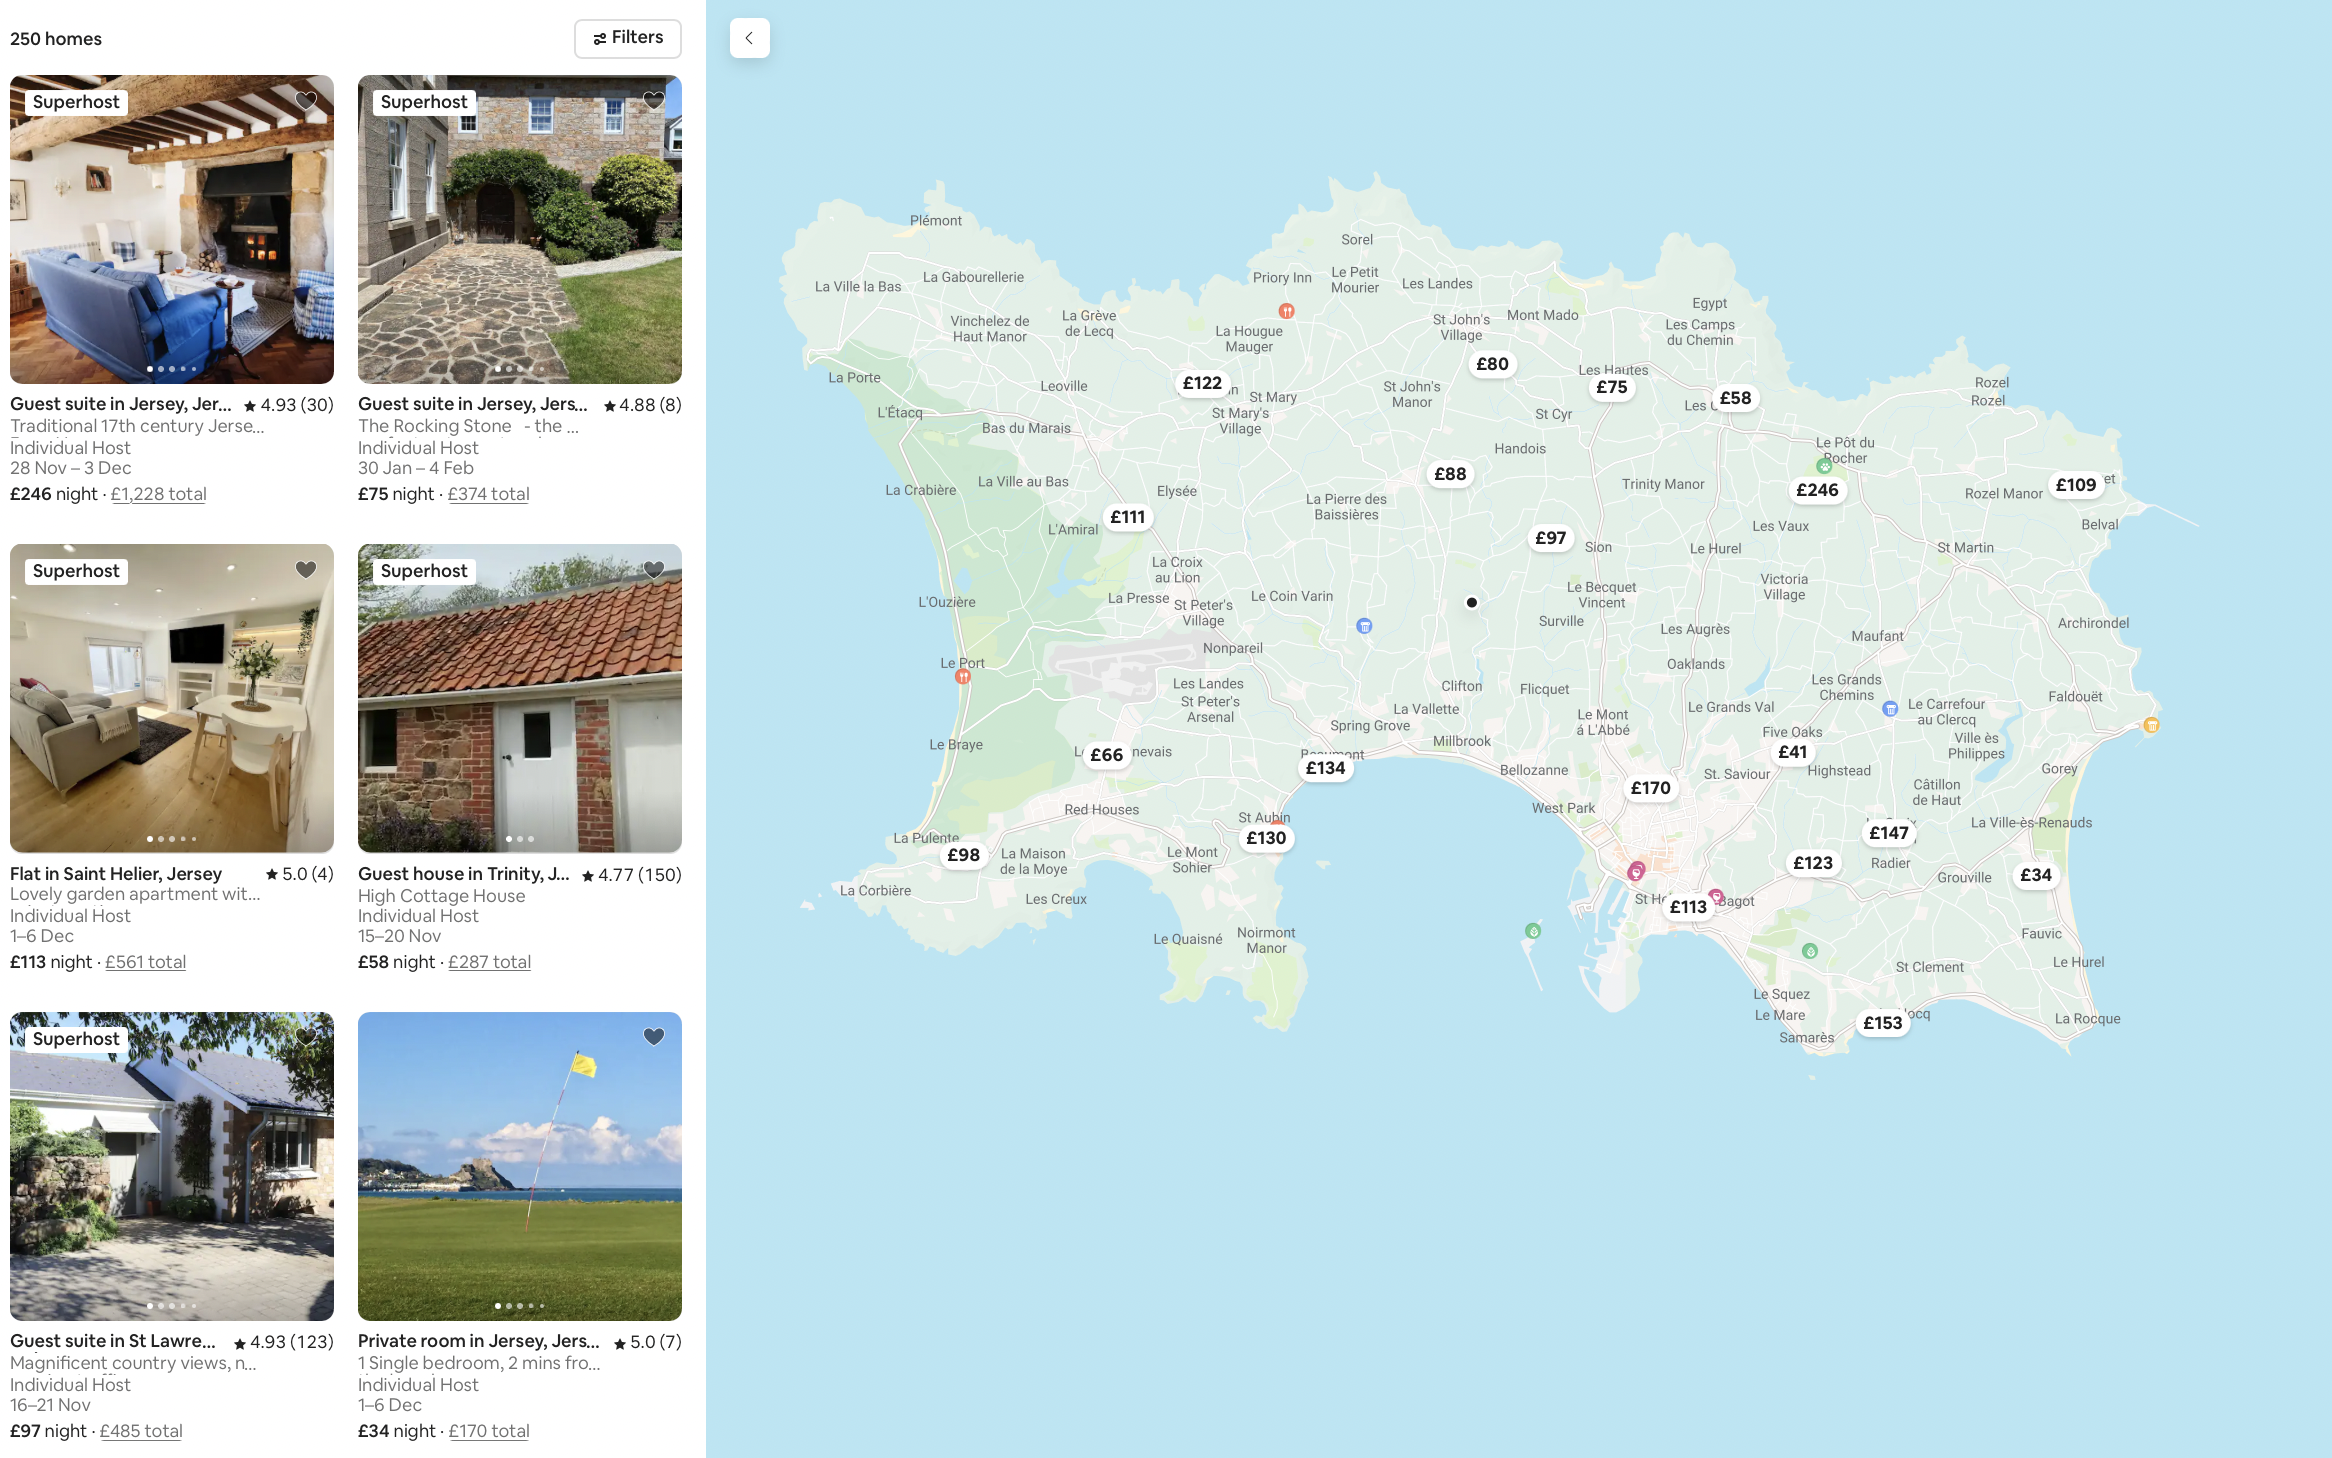 250 homes
Filters
Superhost
Superhost
Guest suite in Jersey, Jer... 4.93 (30)
Traditional 17th century Jerse...
Individual Host
28 Nov – 3 Dec
£246 night · £1,228 total
Guest suite in Jersey, Jers... 4.88 (8)
The Rocking Stone - the ...
Individual Host
30 Jan – 4 Feb
£75 night · £374 total
Superhost
Superhost
Flat in Saint Helier, Jersey 5.0 (4)
Lovely garden apartment wit...
Individual Host
1–6 Dec
£113 night · £561 total
Guest house in Trinity, J... 4.77 (150)
High Cottage House
Individual Host
15–20 Nov
£58 night · £287 total
Superhost
Guest suite in St Lawre... 4.93 (123)
Magnificent country views, n...
Individual Host
16–21 Nov
£97 night · £485 total
Private room in Jersey, Jers... 5.0 (7)
1 Single bedroom, 2 mins fro...
Individual Host
1–6 Dec
£34 night · £170 total
Plémont
Sorel
La Gabourellerie
Priory Inn
Le Petit
Mourier
Les Landes
La Ville la Bas
Egypt
La Grève
de Lecq
Vinchelez de
Haut Manor
La Hougue
Mauger
St John's
Village
Mont Mado
Les Camps
du Chemin
£80
Les Hautes
La Porte
Leoville
£122
St Mary
St John's
Manor
£75
£58
Rozel
Rozel
L'Étacq
Bas du Marais
St Mary's
Village
St Cyr
Les
Handois
Le Pôt du
Rocher
La Crabière
La Ville au Bas
Elysée
£88
La Pierre des
Baissières
Trinity Manor
£246
Rozel Manor
£109
£111
L'Amiral
£97
Sion
Les Vaux
Belval
Le Hurel
St Martin
La Croix
au Lion
Victoria
Village
L'Ouzière
La Presse
St Peter's
Village
Le Coin Varin
Le Becquet
Vincent
Surville
Les Augrès
Maufant
Archirondel
Nonpareil
Le Port
Oaklands
Les Landes
St Peter's
Arsenal
Clifton
Flicquet
Les Grands
Chemins
Faldouët
La Vallette
Le Mont
á L'Abbé
Le Grands Val
Le Carrefour
au Clercq
Spring Grove
Millbrook
Five Oaks
Ville ès
Philippes
Le Braye
£66
nevais
Beaumont
£134
£41
Bellozanne
St. Saviour
Highstead
Gorey
£170
Câtillon
de Haut
Red Houses
St Aubin
West Park
La Pulente
£130
£147
La Ville-ès-Renauds
£98
La Maison
de la Moye
Le Mont
Sohier
£123
Radier
£34
Grouville
La Corbière
Les Creux
St He
£113
Bagot
Le Quaisné
Noirmont
Manor
Fauvic
St Clement
Le Hurel
Le Squez
Le Mare
£153
ocq
La Rocque
Samarès